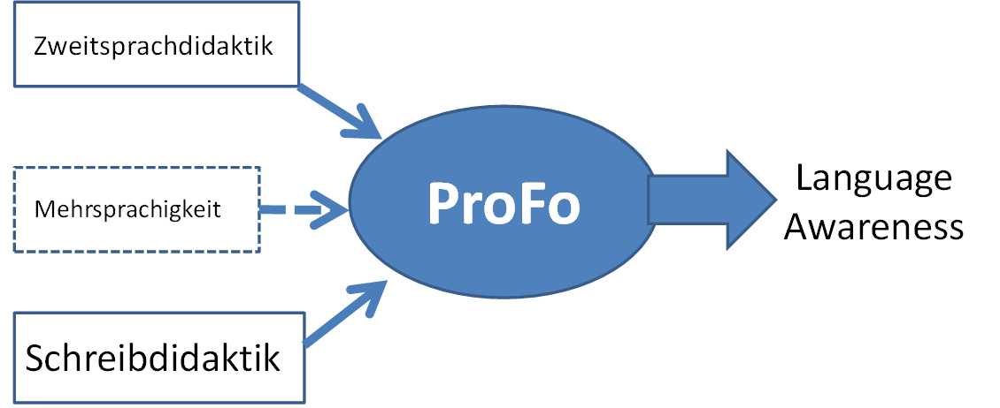 Zweitsprachdidaktik
Mehrsprachigkeit
Schreibdidaktik
ProFo
Language
Awareness